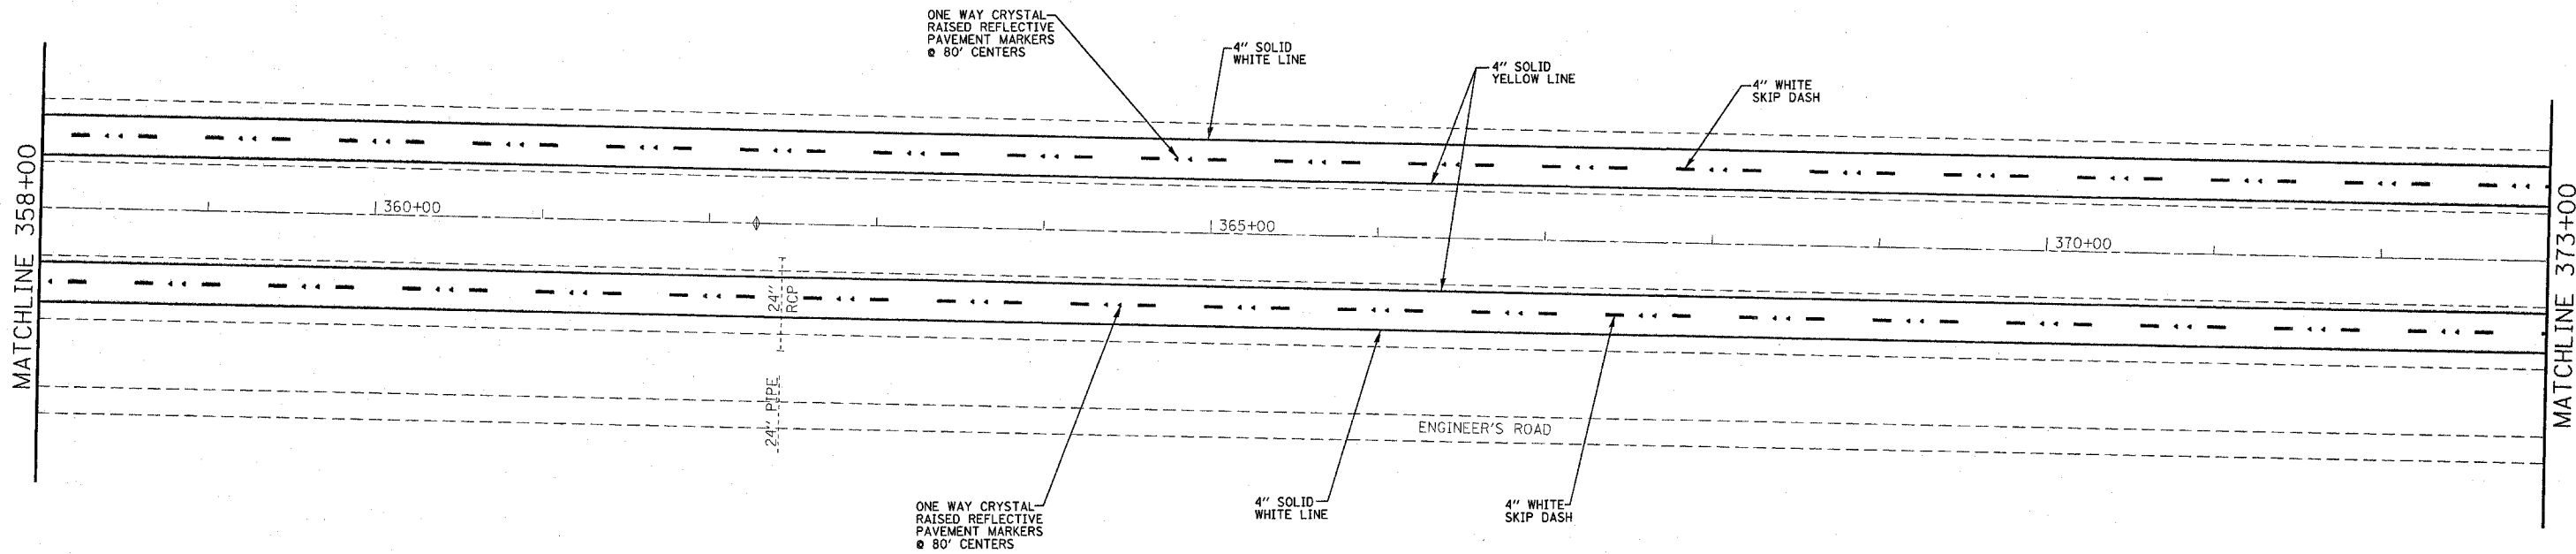 ONE WAY CRYSTAL
RAISED REFLECTIVE
PAVEMENT MARKERS
@ 80' CENTERS
4" SOLID
WHITE LINE
4" SOLID
YELLOW LINE
4" WHITE
SKIP DASH
MATCHLINE 358+00
360+00
365+00
370+00
MATCHLINE 373+00
24"
RCP
24" PIPE
ENGINEER'S ROAD
ONE WAY CRYSTAL
RAISED REFLECTIVE
PAVEMENT MARKERS
@ 80' CENTERS
4" SOLID
WHITE LINE
4" WHITE
SKIP DASH